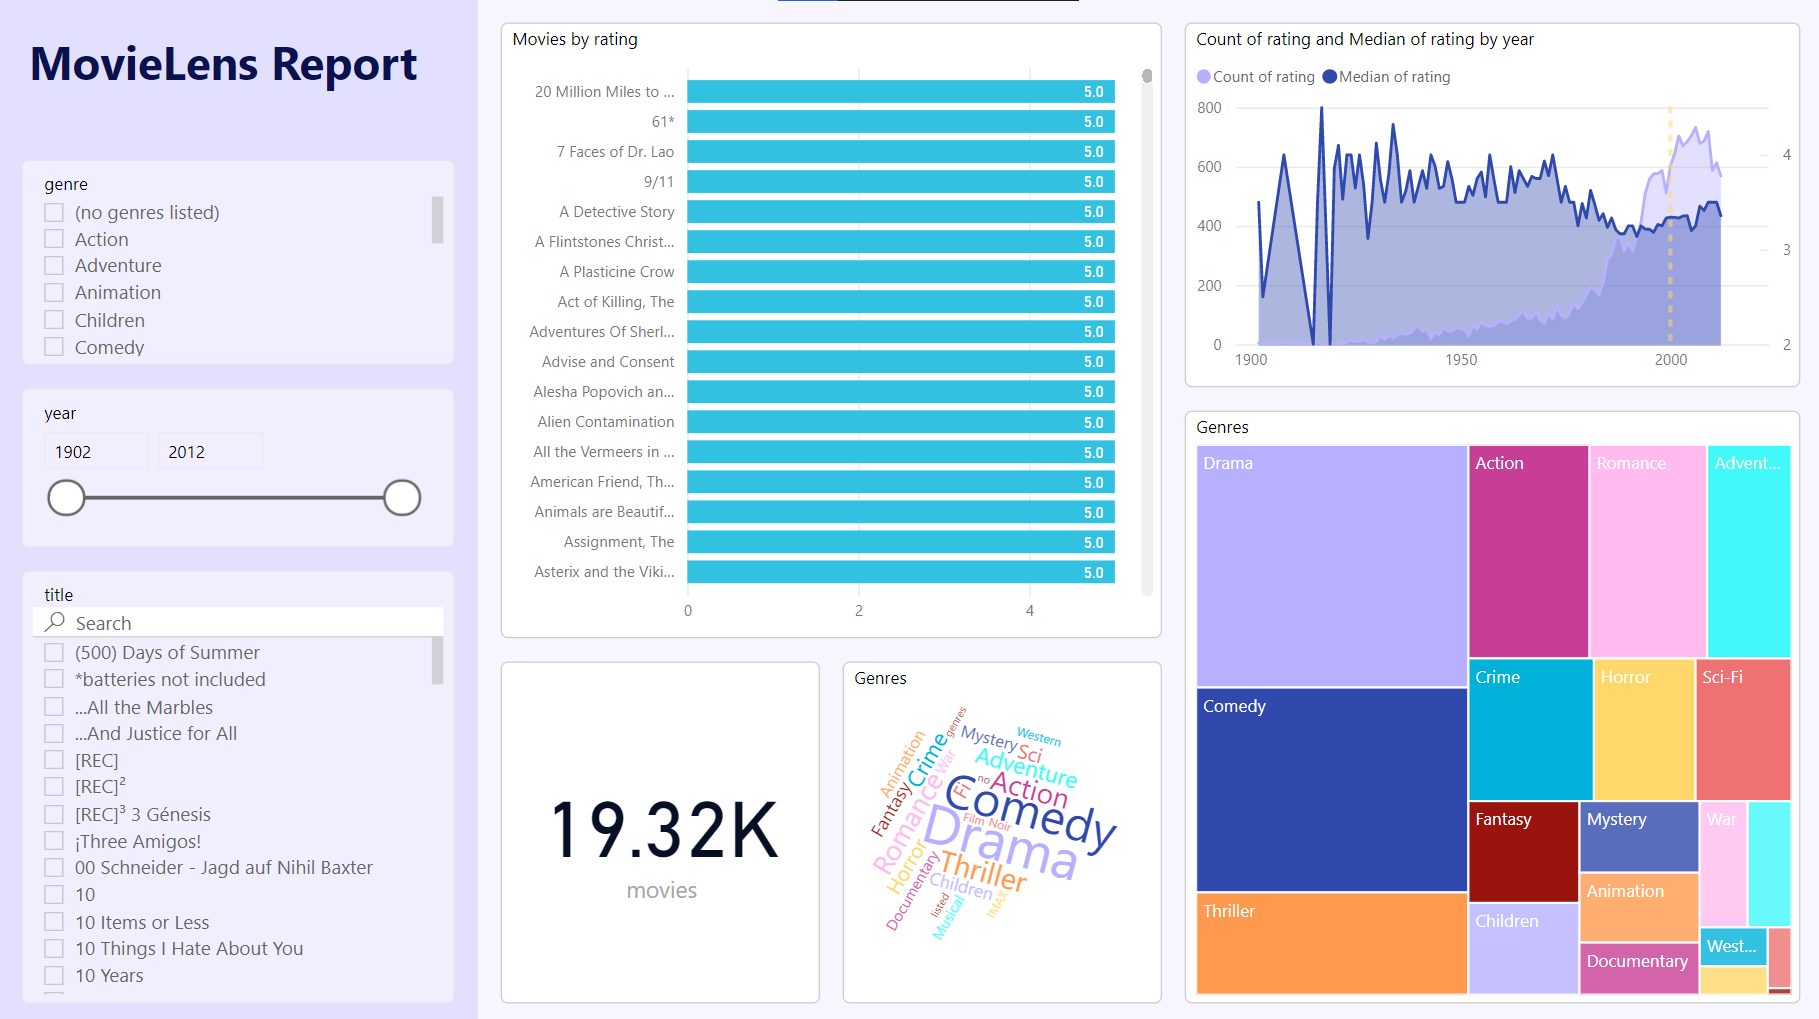 MovieLens Report
genre
(no genres listed)
Action
Adventure
Animation
Children
Comedy
year
1902 2012
title
Search
(500) Days of Summer
*batteries not included
...All the Marbles
...And Justice for All
[REC]
[REC]²
[REC]³ 3 Génesis
¡Three Amigos!
00 Schneider - Jagd auf Nihil Baxter
10
10 Items or Less
10 Things I Hate About You
10 Years
Movies by rating
20 Million Miles to ... 5.0
61* 5.0
7 Faces of Dr. Lao 5.0
9/11 5.0
A Detective Story 5.0
A Flintstones Christ... 5.0
A Plasticine Crow 5.0
Act of Killing, The 5.0
Adventures Of Sherl... 5.0
Advise and Consent 5.0
Alesha Popovich an... 5.0
Alien Contamination 5.0
All the Vermeers in ... 5.0
American Friend, Th... 5.0
Animals are Beautif... 5.0
Assignment, The 5.0
Asterix and the Viki... 5.0
0 2 4
19.32K
movies
Genres
genres
Mystery
Western
Animation
Crime
War
Sci
Adventure
Fantasy
Romance
Fi
no
Action
Comedy
Film Noir
Drama
Horror
Thriller
Documentary
Children
listed
Musical
IMAX
Count of rating and Median of rating by year
Count of rating Median of rating
800
600
400
200
0
4
3
2
1900 1950 2000
Genres
Drama
Action
Romance
Advent...
Comedy
Crime
Horror
Sci-Fi
Thriller
Fantasy
Mystery
War
Animation
Children
West...
Documentary